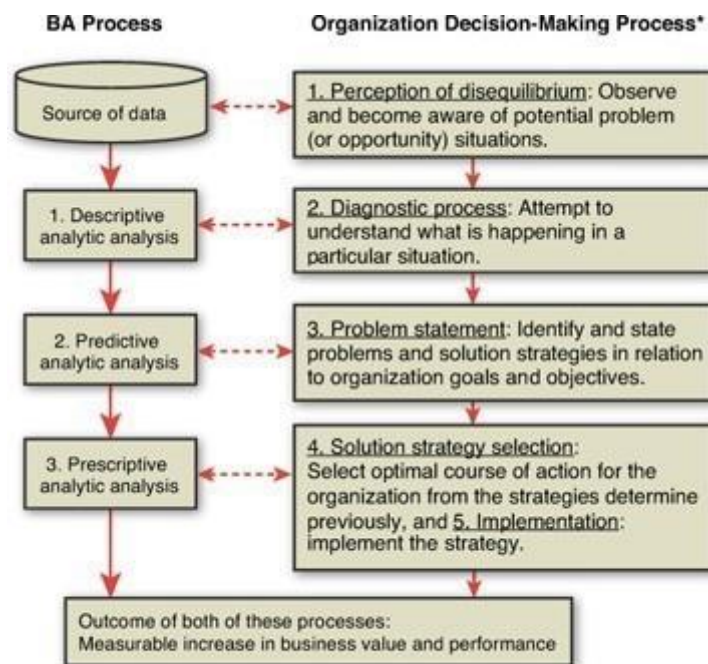 BA Process
Organization Decision-Making Process*
Source of data
1. Perception of disequilibrium: Observe
and become aware of potential problem
(or opportunity) situations.
1. Descriptive
analytic analysis
2. Diagnostic process: Attempt to
understand what is happening in a
particular situation.
2. Predictive
analytic analysis
3. Problem statement: Identify and state
problems and solution strategies in relation
to organization goals and objectives.
3. Prescriptive
analytic analysis
4. Solution strategy selection:
Select optimal course of action for the
organization from the strategies determine
previously, and 5. Implementation:
implement the strategy.
Outcome of both of these processes:
Measurable increase in business value and performance